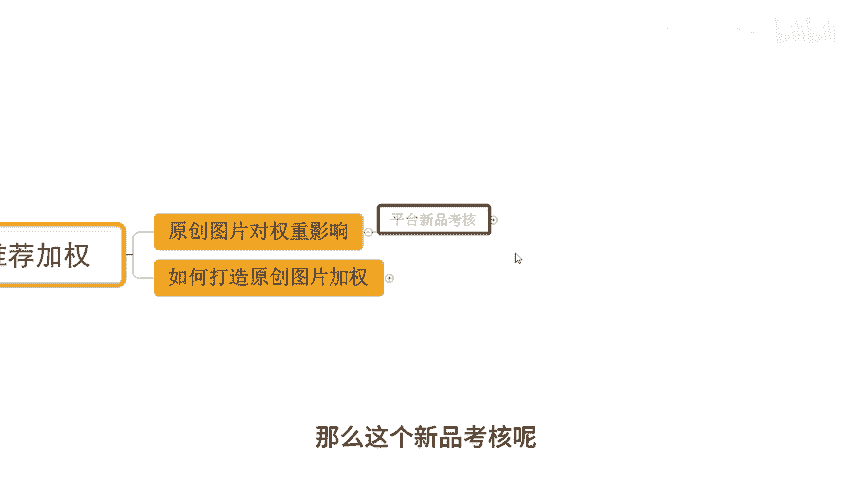 平台新品考核
原创图片对权重影响
荐加权
如何打造原创图片加权
那么这个新品考核呢